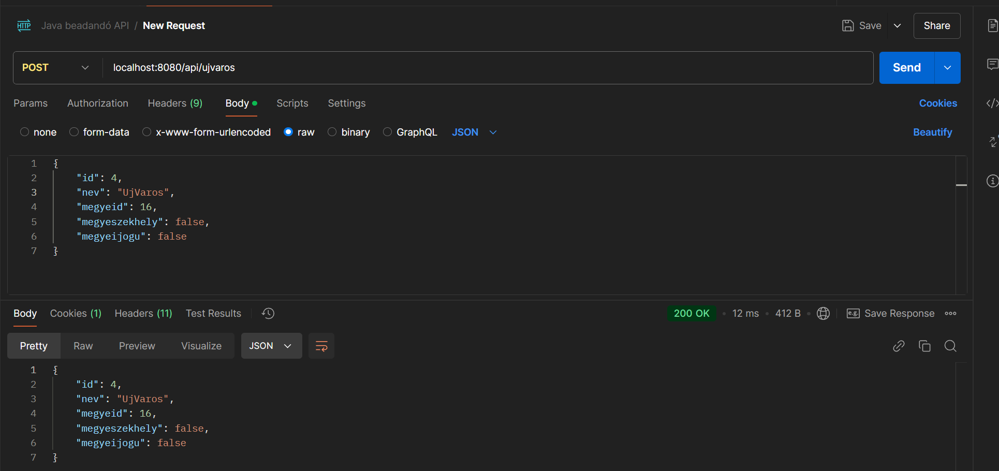 HTTP Java beadandó API / New Request Save Share
POST localhost:8080/api/ujvaros Send
Params Authorization Headers (9) Body Scripts Settings Cookies
none form-data x-www-form-urlencoded raw binary GraphQL JSON Beautify
1 {
2 "id": 4,
3 "nev": "UjVaros",
4 "megyeid": 16,
5 "megyeszekhely": false,
6 "megyeijogu": false
7 }
Body Cookies (1) Headers (11) Test Results 200 OK • 12 ms • 412 B • e.g. Save Response
Pretty Raw Preview Visualize JSON
1 {
2 "id": 4,
3 "nev": "UjVaros",
4 "megyeid": 16,
5 "megyeszekhely": false,
6 "megyeijogu": false
7 }